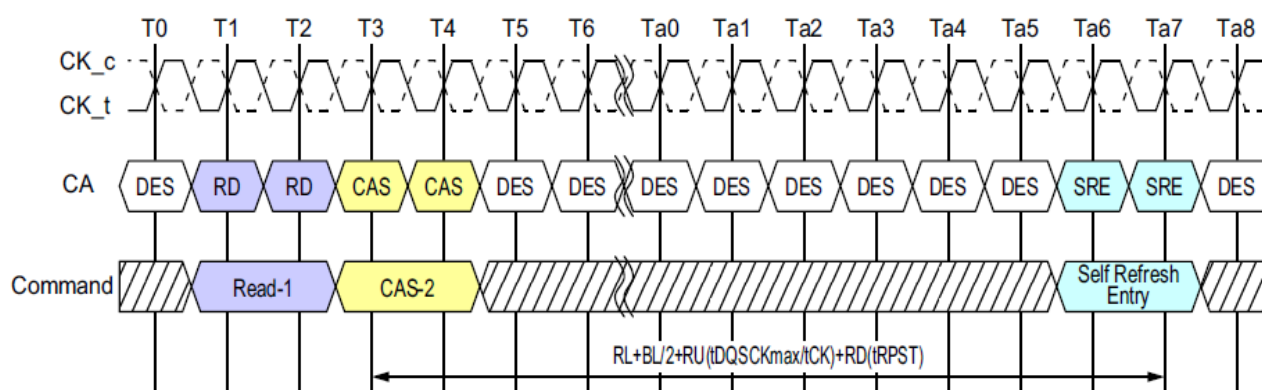 T0 T1 T2 T3 T4 T5 T6 Ta0 Ta1 Ta2 Ta3 Ta4 Ta5 Ta6 Ta7 Ta8
CK_c
CK_t
CA DES RD RD CAS CAS DES DES DES DES DES DES DES DES SRE SRE DES
Command Read-1 CAS-2 Self Refresh
Entry
RL+BL/2+RU(tDQSCKmax/tCK)+RD(tRPST)